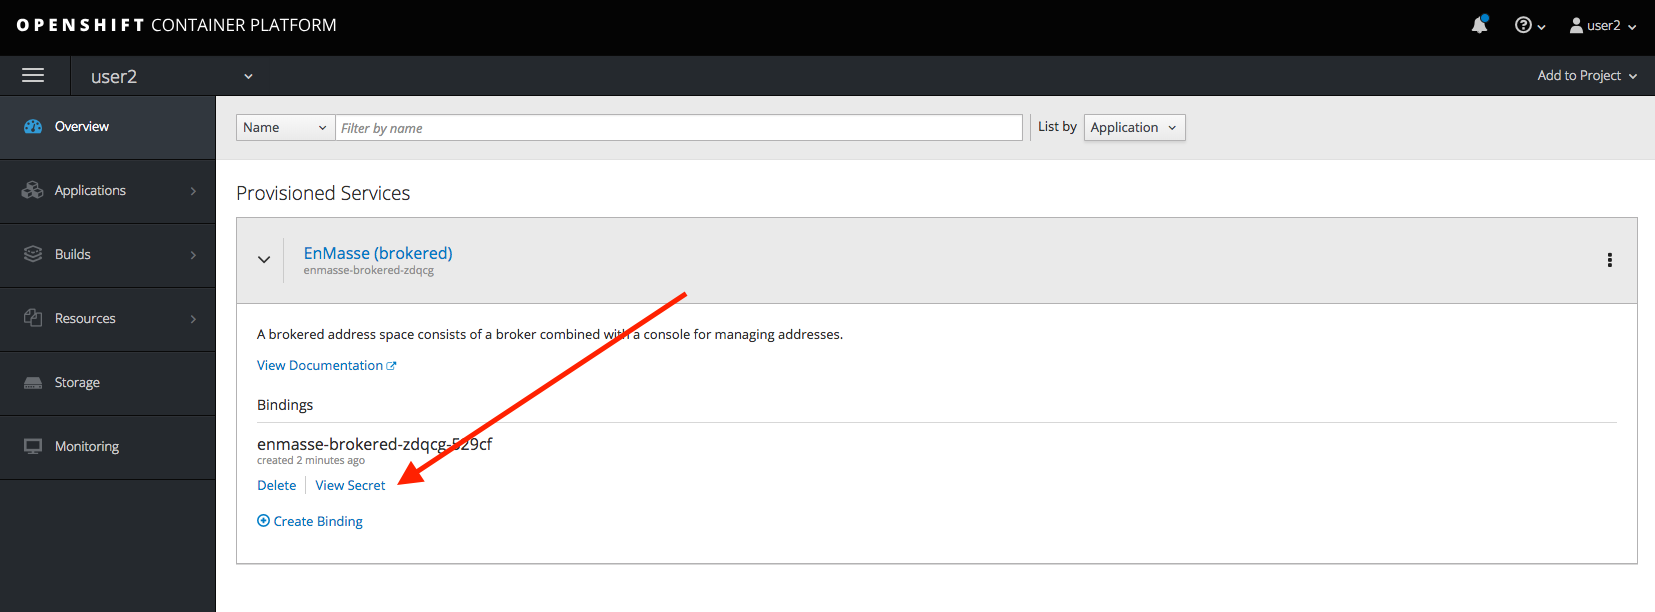 OPENSHIFT CONTAINER PLATFORM
user2
user2
Add to Project
Overview
Applications
Builds
Resources
Storage
Monitoring
Name
Filter by name
List by
Application
Provisioned Services
EnMasse (brokered)
enmasse-brokered-zdqcg
A brokered address space consists of a broker combined with a console for managing addresses.
View Documentation
Bindings
enmasse-brokered-zdqcg-529cf
created 2 minutes ago
Delete
View Secret
Create Binding